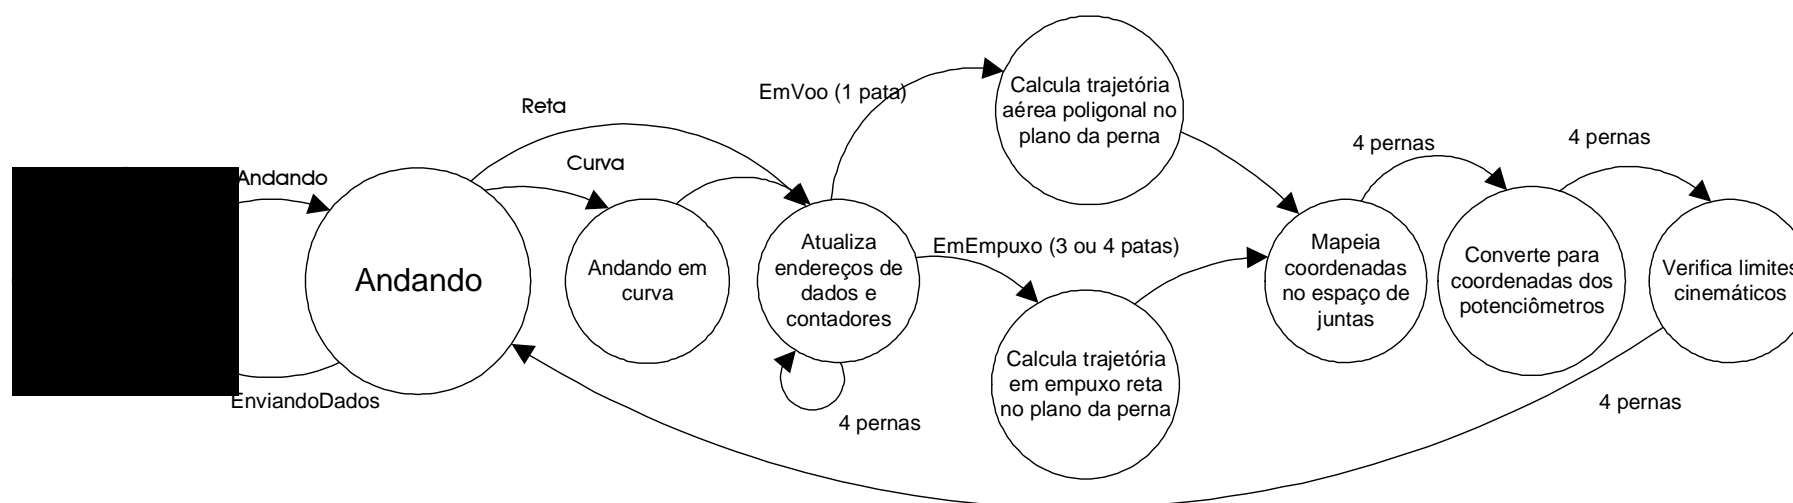 Andando
EnviandoDados
Andando
Reta
Curva
Andando em
curva
Atualiza
endereços de
dados e
contadores
4 pernas
EmVoo (1 pata)
Calcula trajetória
aérea poligonal no
plano da perna
EmEmpuxo (3 ou 4 patas)
Calcula trajetória
em empuxo reta
no plano da perna
Mapeia
coordenadas
no espaço de
juntas
4 pernas
Converte para
coordenadas dos
potenciômetros
4 pernas
Verifica limites
cinemáticos
4 pernas